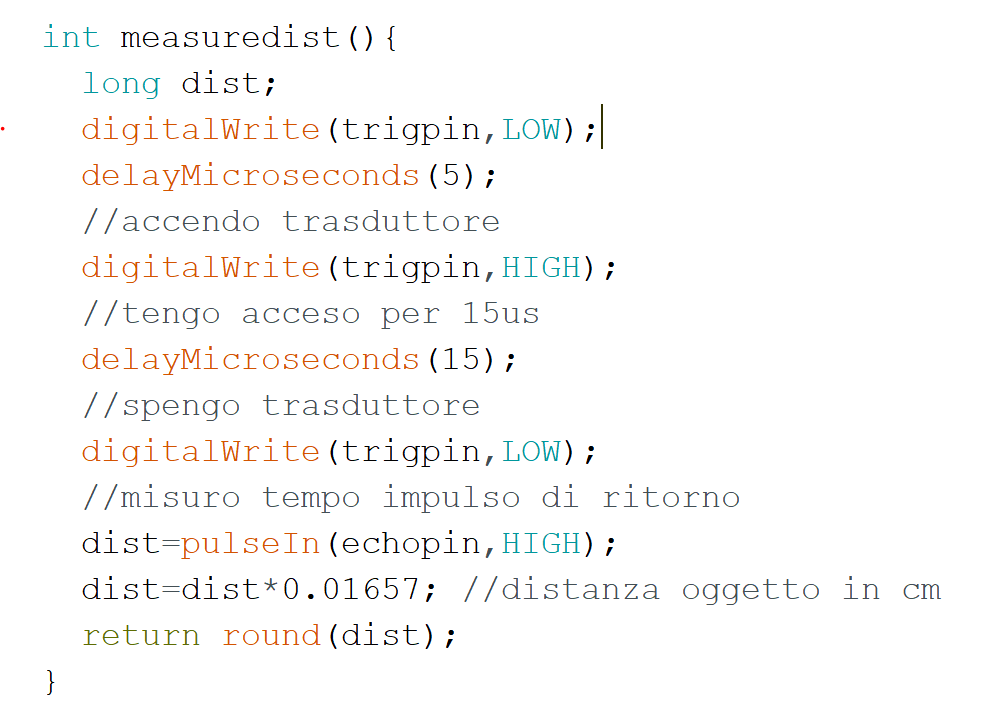 int measuredist(){
long dist;
digitalWrite(trigpin,LOW);
delayMicroseconds(5);
//accendo trasduttore
digitalWrite(trigpin,HIGH);
//tengo acceso per 15us
delayMicroseconds(15);
//spengo trasduttore
digitalWrite(trigpin,LOW);
//misuro tempo impulso di ritorno
dist=pulseIn(echopin,HIGH);
dist=dist*0.01657; //distanza oggetto in cm
return round(dist);
}